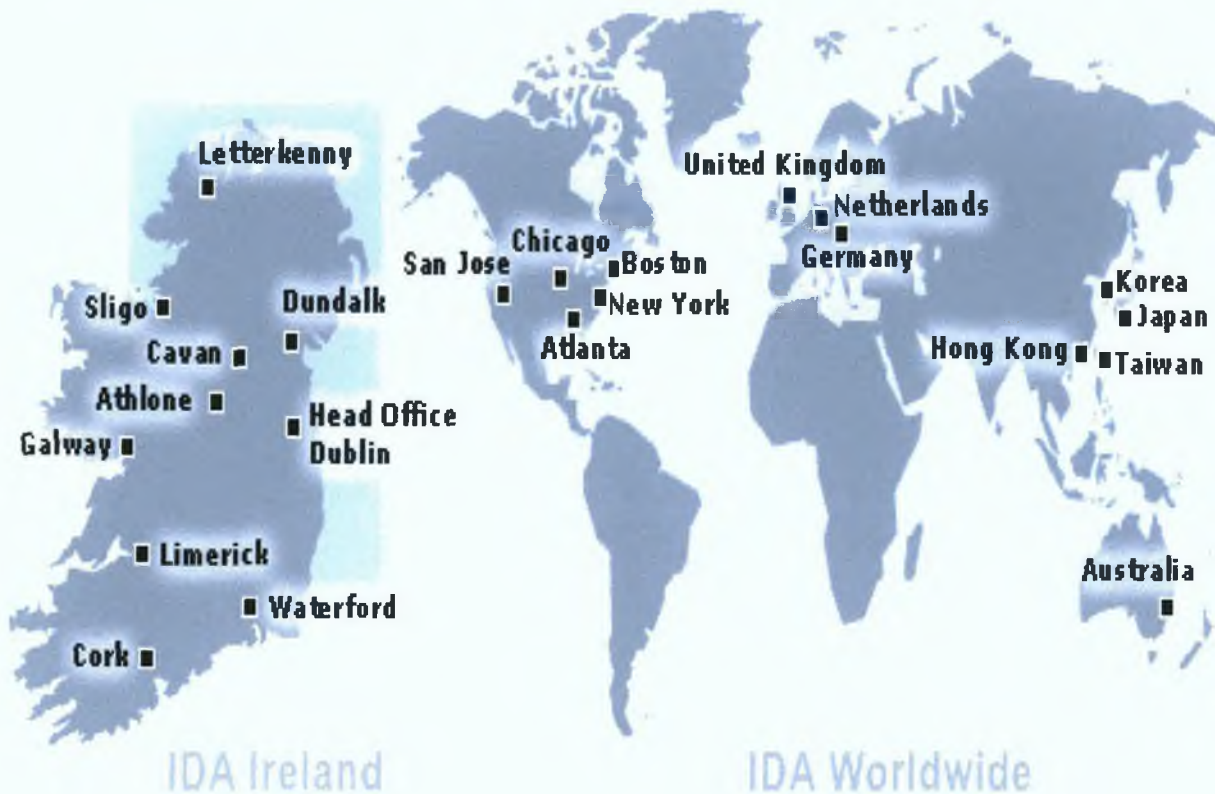 Letterkenny
Sligo
Dundalk
Cavan
Athlone
Head Office
Dublin
Galway
Limerick
Waterford
Cork
IDA Ireland
United Kingdom
Netherlands
Germany
Chicago
San Jose
Boston
New York
Atlanta
Korea
Japan
Hong Kong
Taiwan
Australia
IDA Worldwide